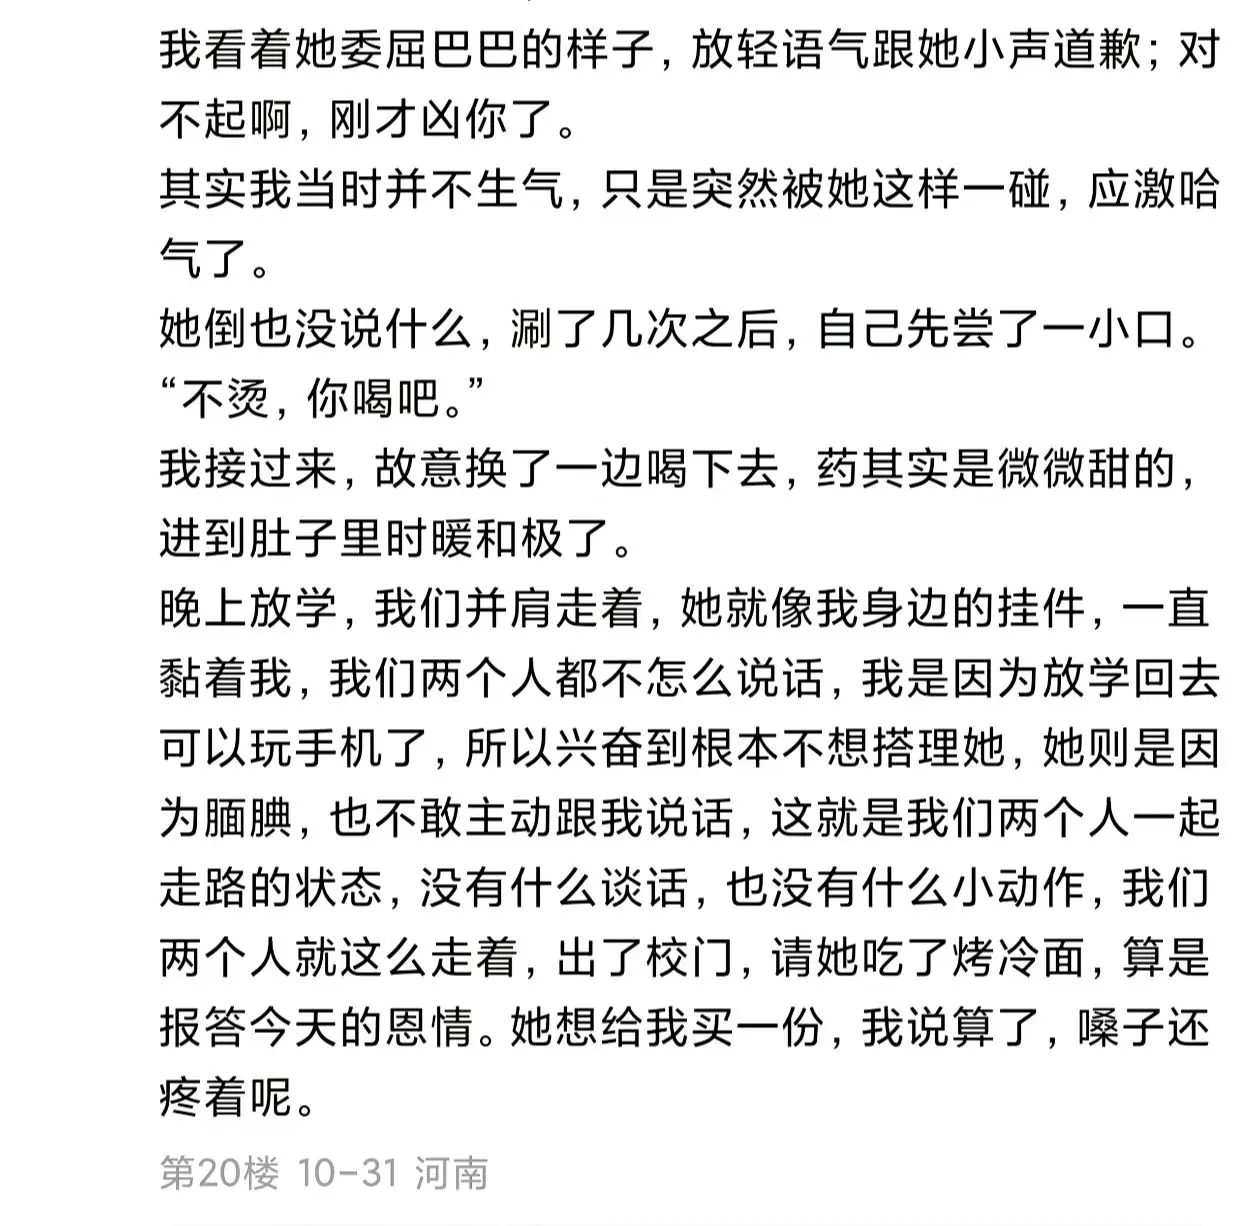 我看着她委屈巴巴的样子，放轻语气跟她小声道歉；对
不起啊，刚才凶你了。
其实我当时并不生气，只是突然被她这样一碰，应激哈
气了。
她倒也没说什么，涮了几次之后，自己先尝了一小口。
“不烫，你喝吧。”
我接过来，故意换了一边喝下去，药其实是微微甜的，
进到肚子里时暖和极了。
晚上放学，我们并肩走着，她就像我身边的挂件，一直
黏着我，我们两个人都不怎么说话，我是因为放学回去
可以玩手机了，所以兴奋到根本不想搭理她，她则是因
为腼腆，也不敢主动跟我说话，这就是我们两个人一起
走路的状态，没有什么谈话，也没有什么小动作，我们
两个人就这么走着，出了校门，请她吃了烤冷面，算是
报答今天的恩情。她想给我买一份，我说算了，嗓子还
疼着呢。
第20楼 10-31 河南